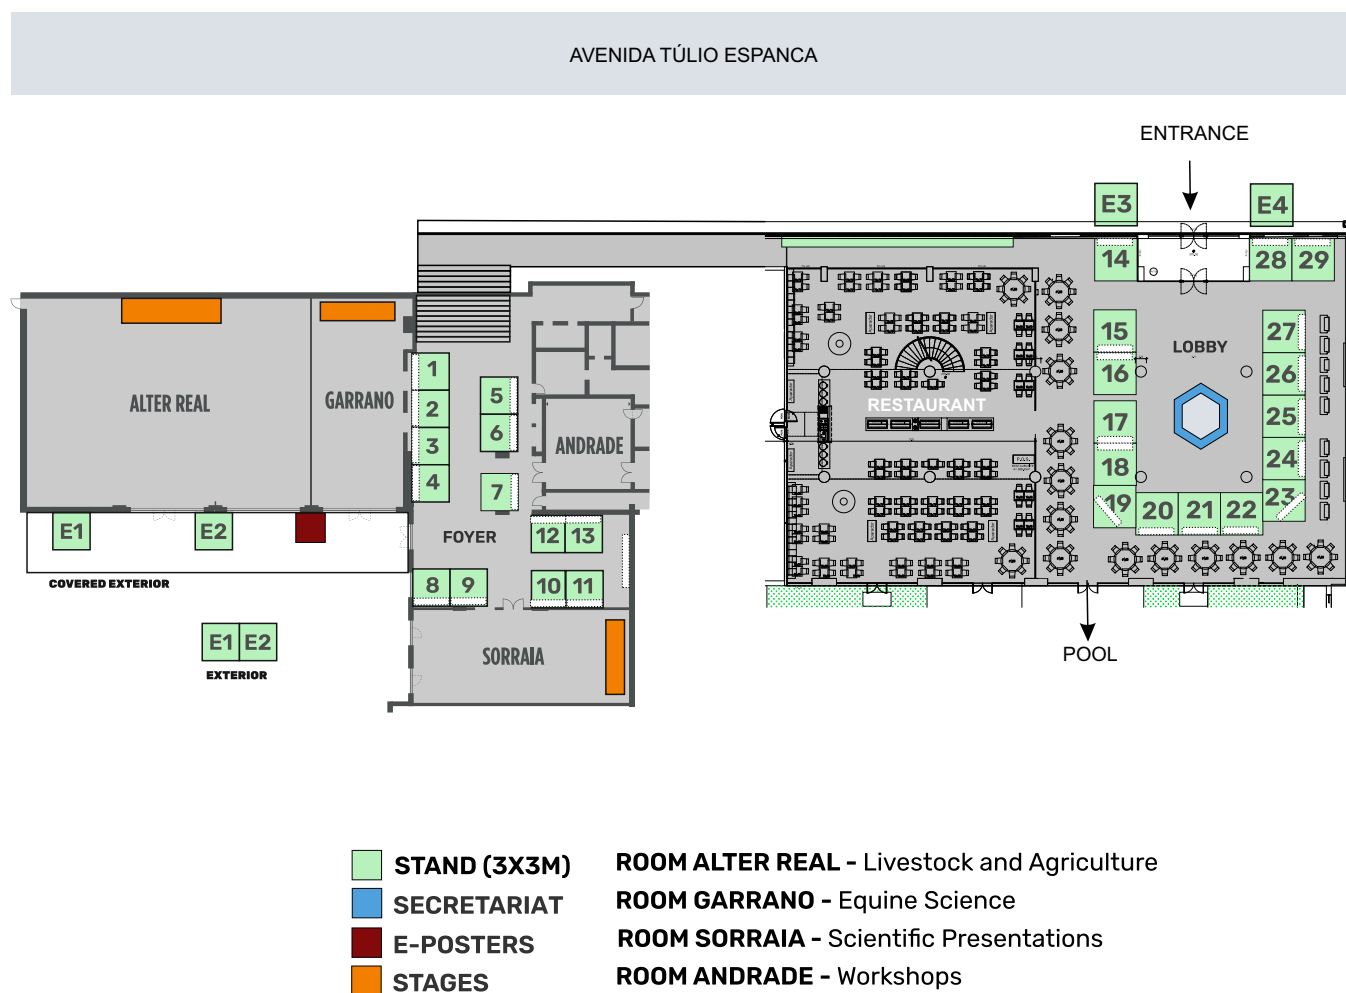 AVENIDA TÚLIO ESPANCA
ENTRANCE
E3
E4
14
28
29
15
16
LOBBY
27
26
25
24
23
17
18
19
20
21
22
RESTAURANT
POOL
ALTER REAL
GARRANO
1
2
3
4
5
6
7
ANDRADE
FOYER
12
13
8
9
10
11
SORRAIA
E1
E2
COVERED EXTERIOR
E1
E2
EXTERIOR
STAND (3X3M)
SECRETARIAT
E-POSTERS
STAGES
ROOM ALTER REAL - Livestock and Agriculture
ROOM GARRANO - Equine Science
ROOM SORRAIA - Scientific Presentations
ROOM ANDRADE - Workshops